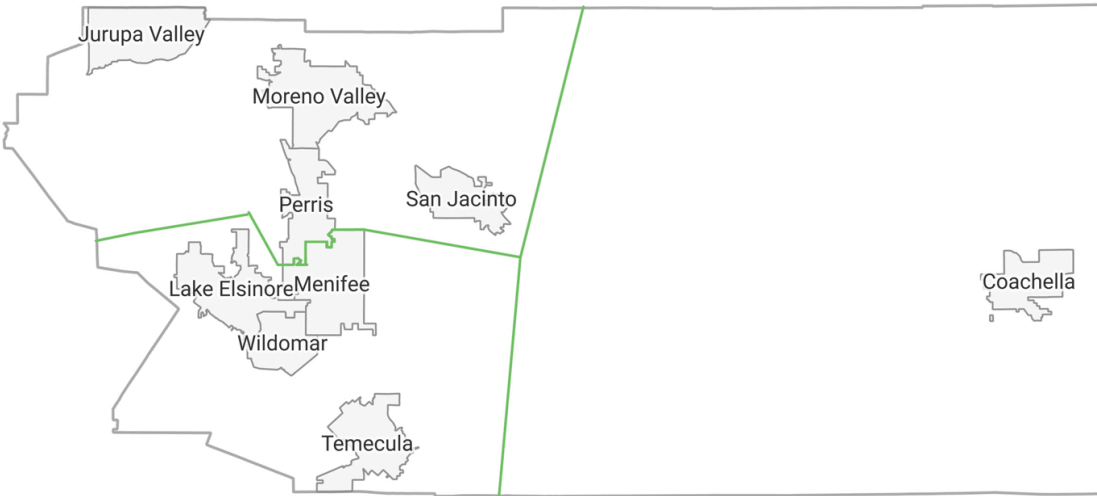 Jurupa Valley
Moreno Valley
San Jacinto
Perris
Coachella
Lake Elsinore
Menifee
Wildomar
Temecula